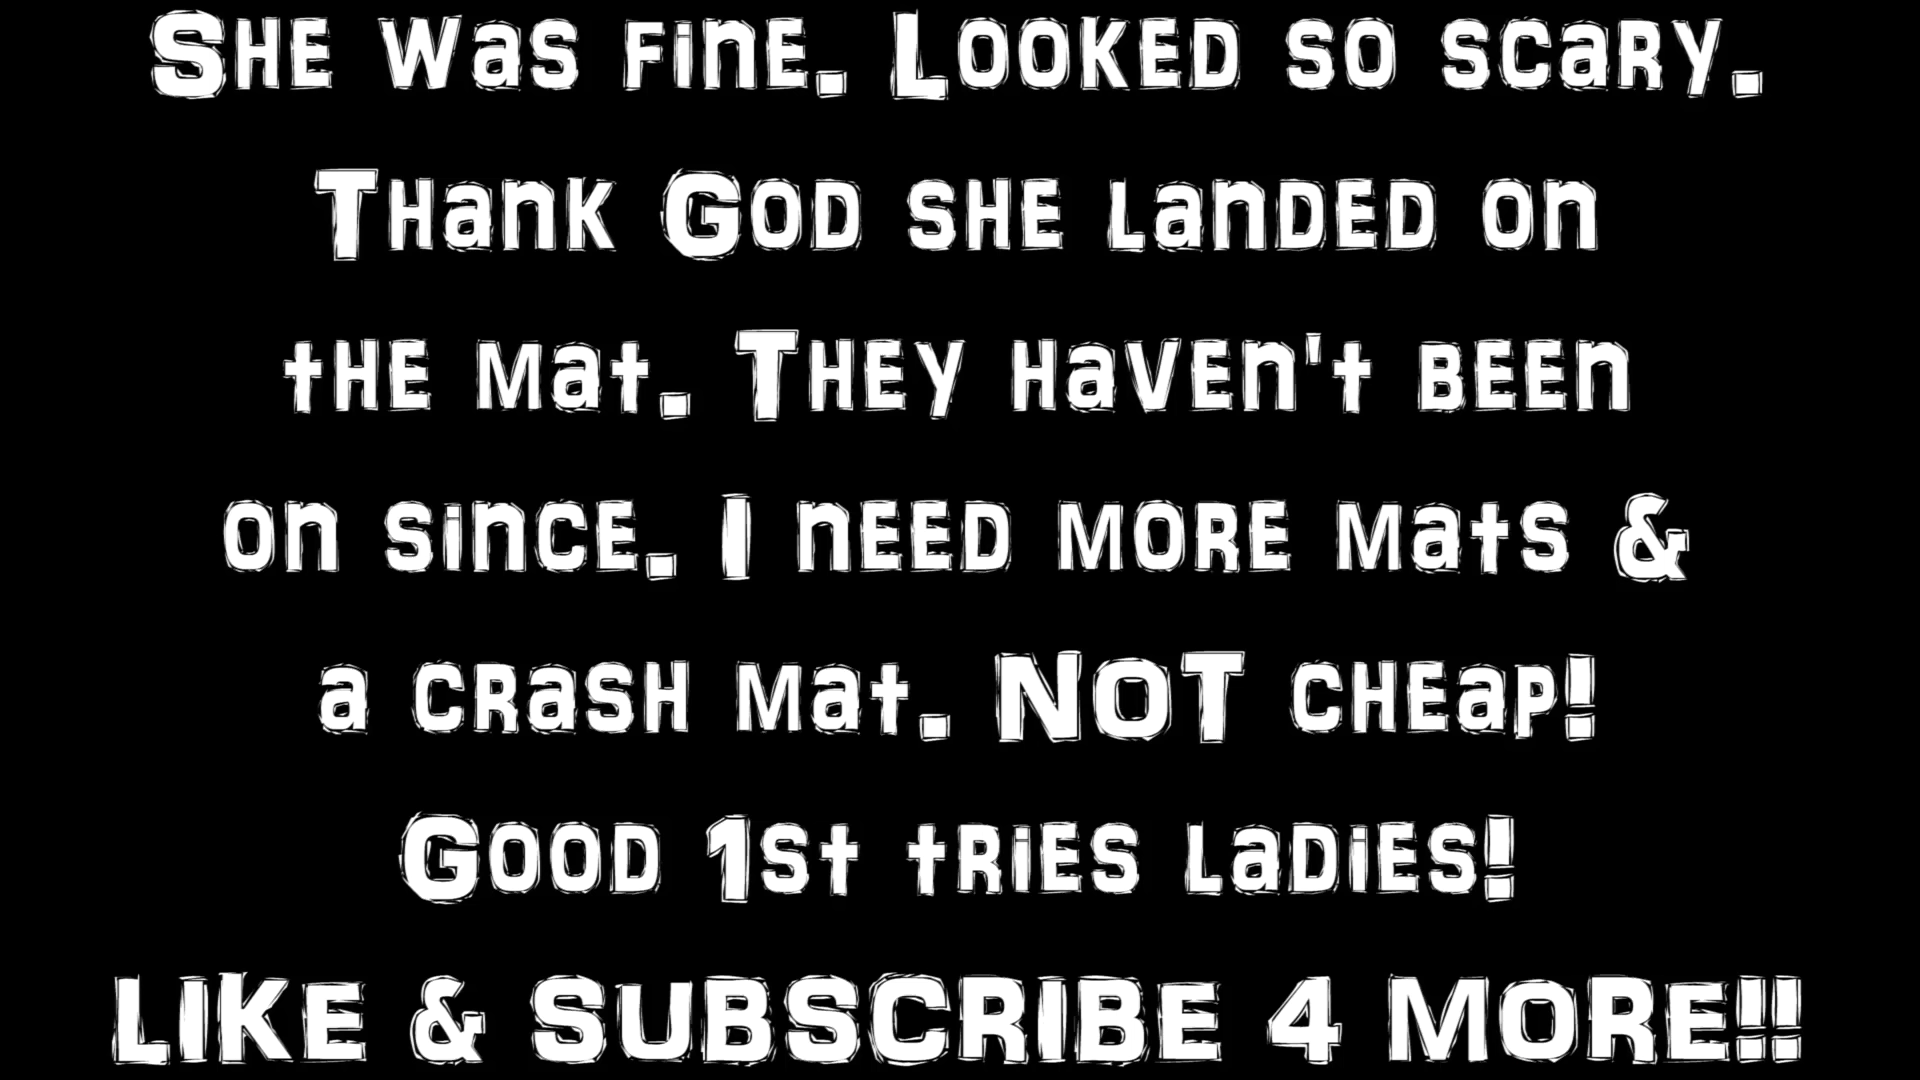 She was fine. Looked so scary.
Thank God she landed on
the mat. They haven't been
on since. I need more mats &
a crash mat. NOT cheap!
Good 1st tries ladies!
LIKE & SUBSCRIBE 4 MORE!!